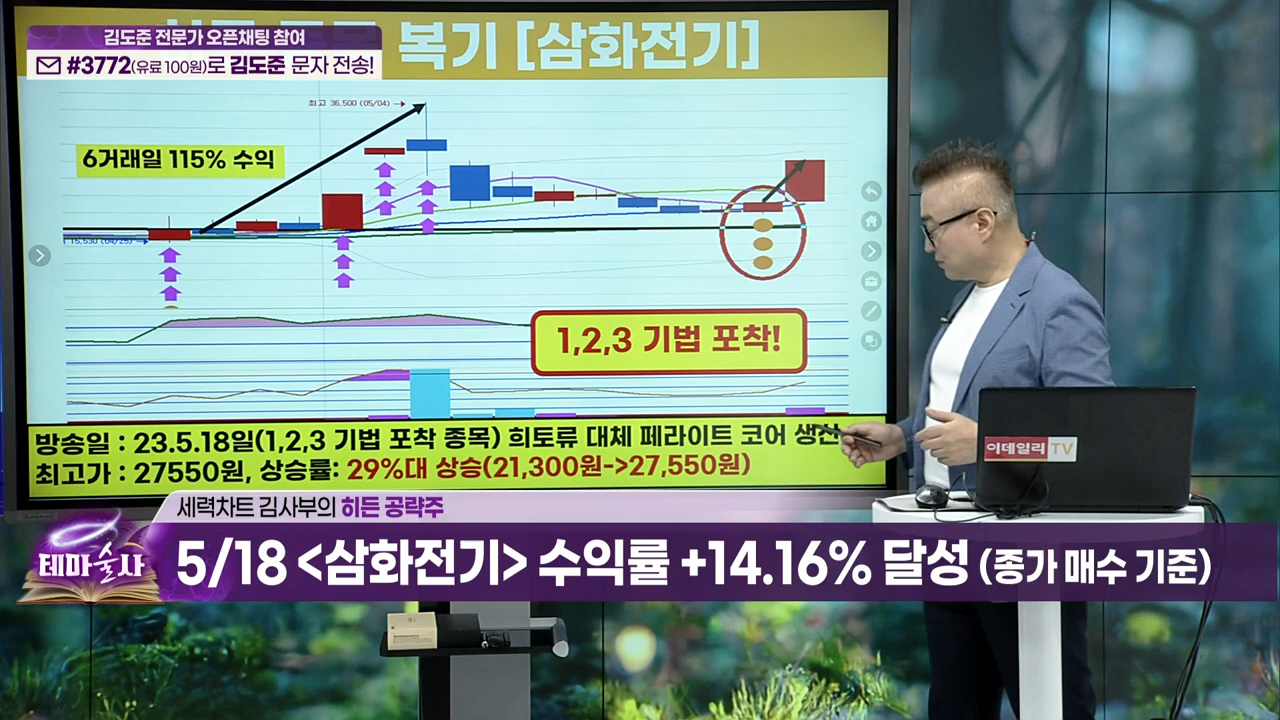 김도준 전문가 오픈채팅 참여
#3772(유료 100원)로 김도준 문자 전송!
복기 [삼화전기]
최고 36,500 (05/04)
6거래일 115% 수익
15,530 (04/25)
1,2,3 기법 포착!
방송일 : 23.5.18일(1,2,3 기법 포착 종목) 희토류 대체 페라이트 코어 생산
최고가 : 27550원, 상승률: 29%대 상승(21,300원->27,550원)
이데일리TV
세력차트 김사부의 히든 공략주
테마술사
5/18 <삼화전기> 수익률 +14.16% 달성 (종가 매수 기준)